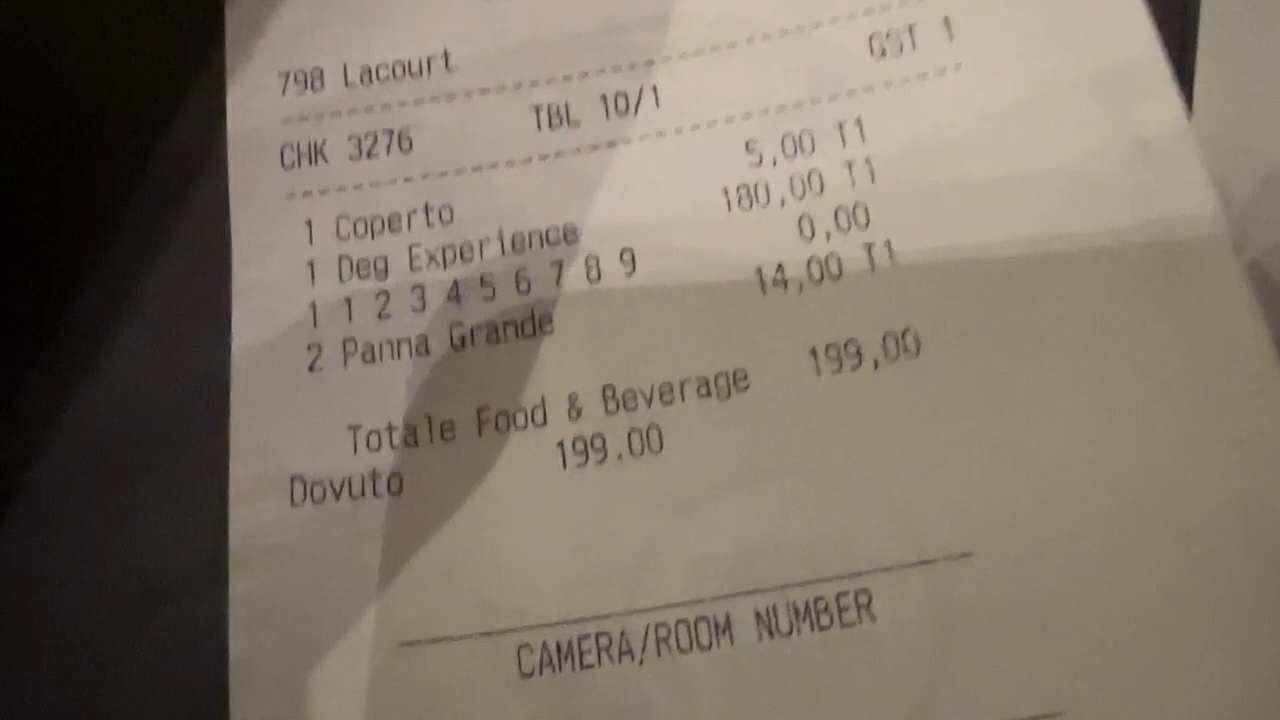 798 Lacourt
CHK 3276 TBL 10/1 GST 1
1 Coperto 5,00 T1
1 Deg Experience 180,00 T1
1 1 2 3 4 5 6 7 8 9 0,00
2 Panna Grande 14,00 T1
Totale Food & Beverage 199,00
Dovuto 199.00
CAMERA/ROOM NUMBER